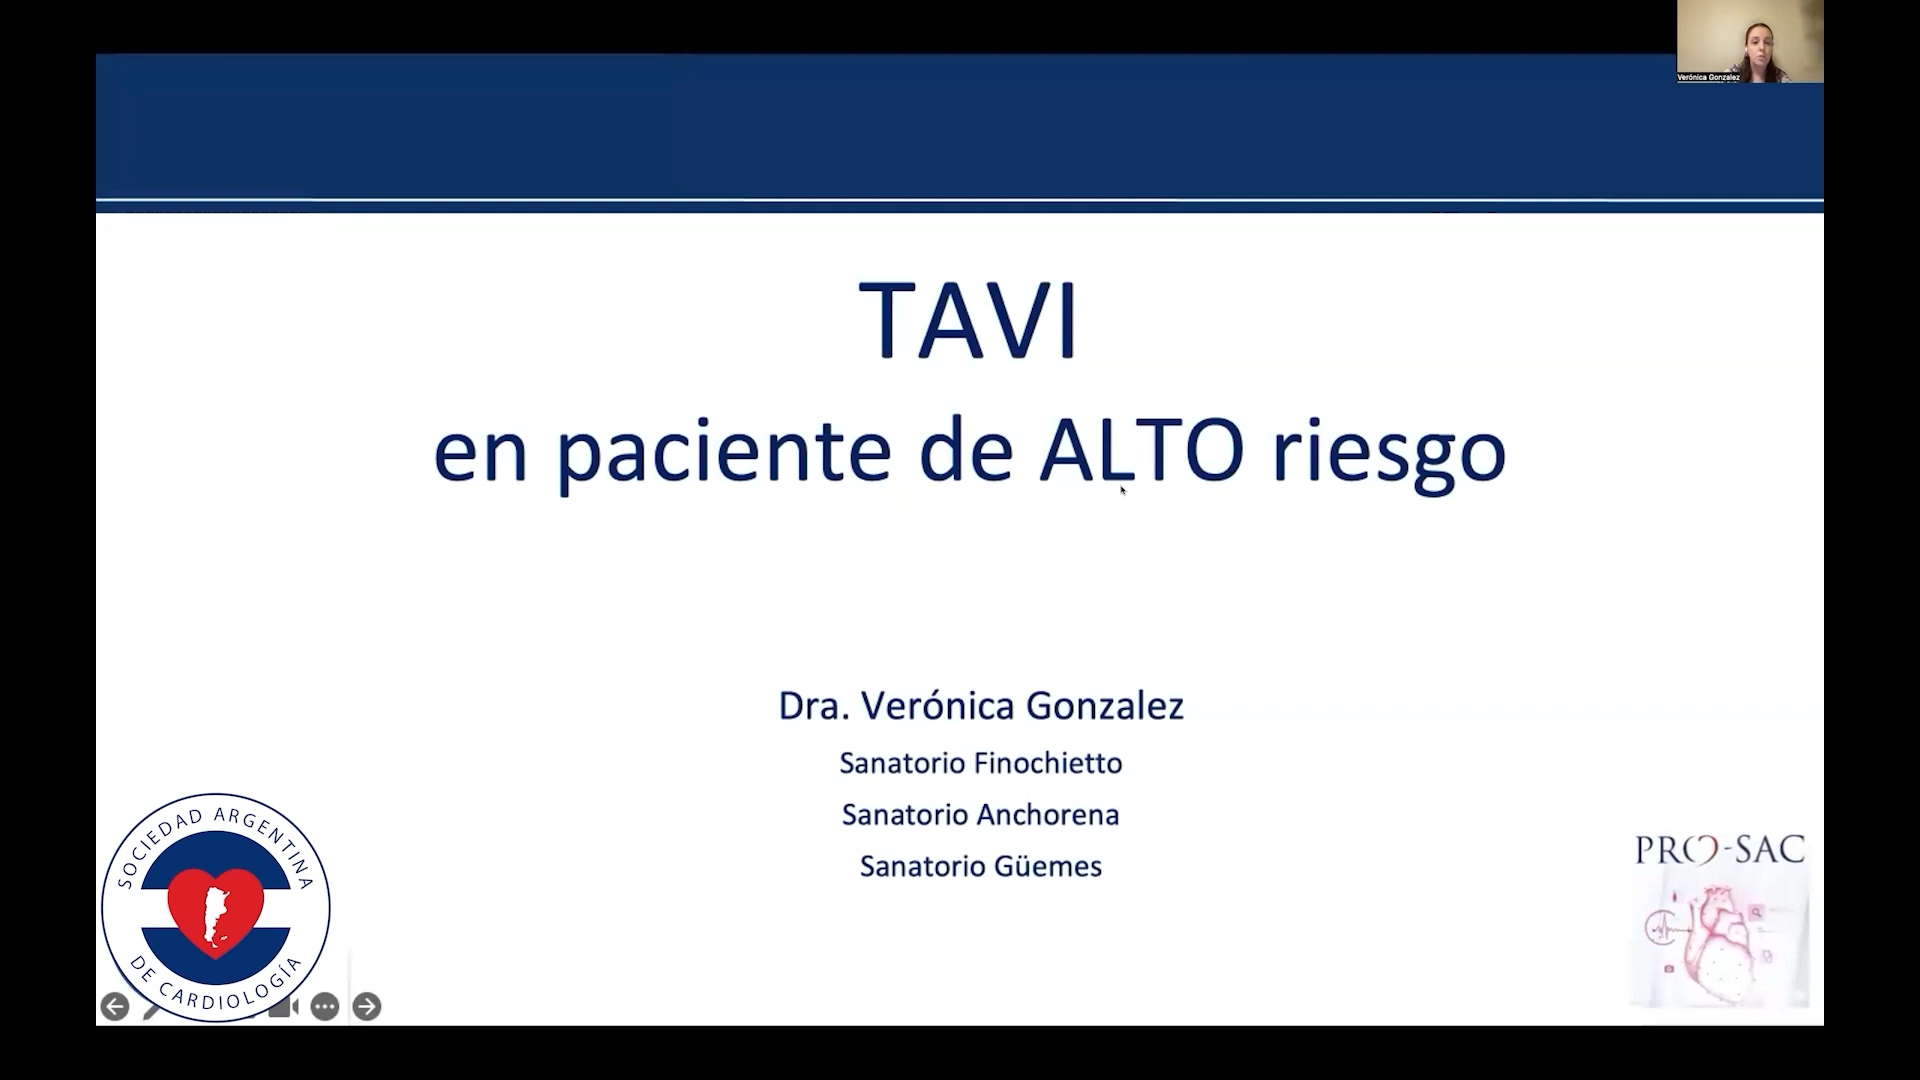 Verónica Gonzalez
TAVI
en paciente de ALTO riesgo
Dra. Verónica Gonzalez
Sanatorio Finochietto
Sanatorio Anchorena
Sanatorio Güemes
SOCIEDAD ARGENTINA
DE CARDIOLOGÍA
PRO-SAC